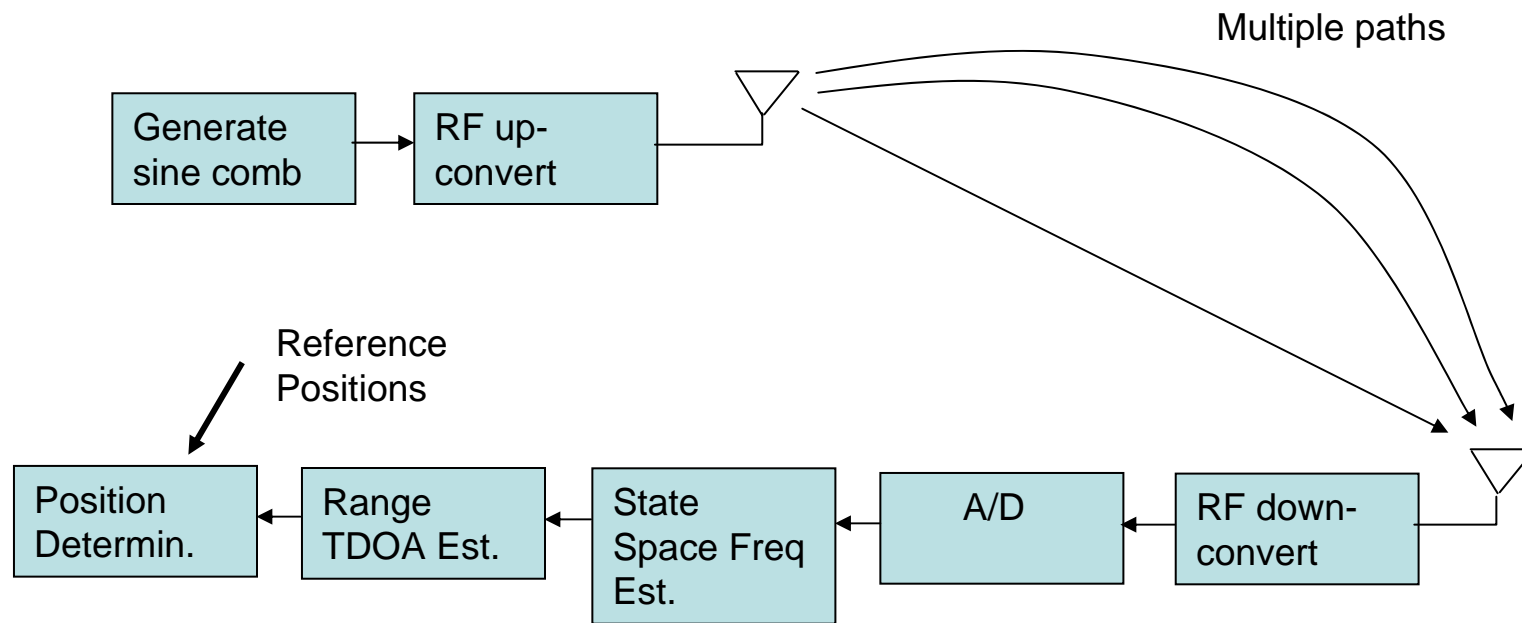 Multiple paths
Generate
sine comb
RF up-
convert
Reference
Positions
Position
Determin.
Range
TDOA Est.
State
Space Freq
Est.
A/D
RF down-
convert